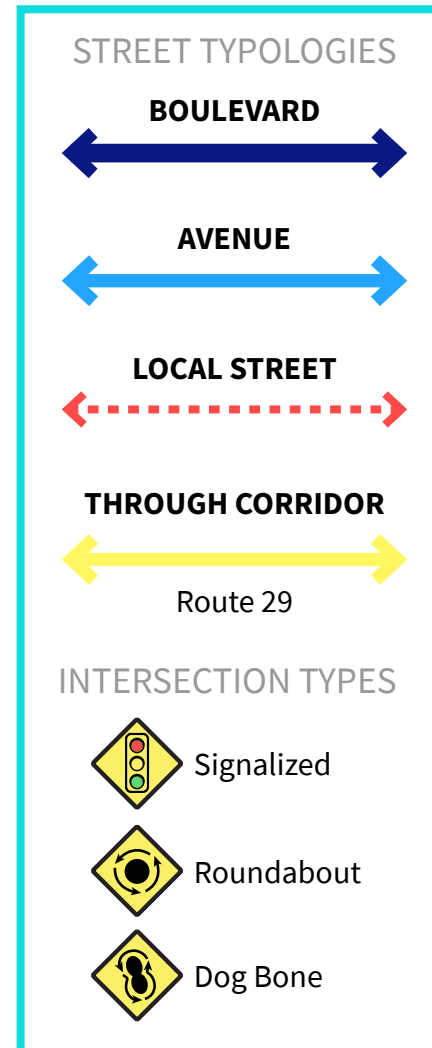 STREET TYPOLOGIES
BOULEVARD
AVENUE
LOCAL STREET
THROUGH CORRIDOR
Route 29
INTERSECTION TYPES
Signalized
Roundabout
Dog Bone